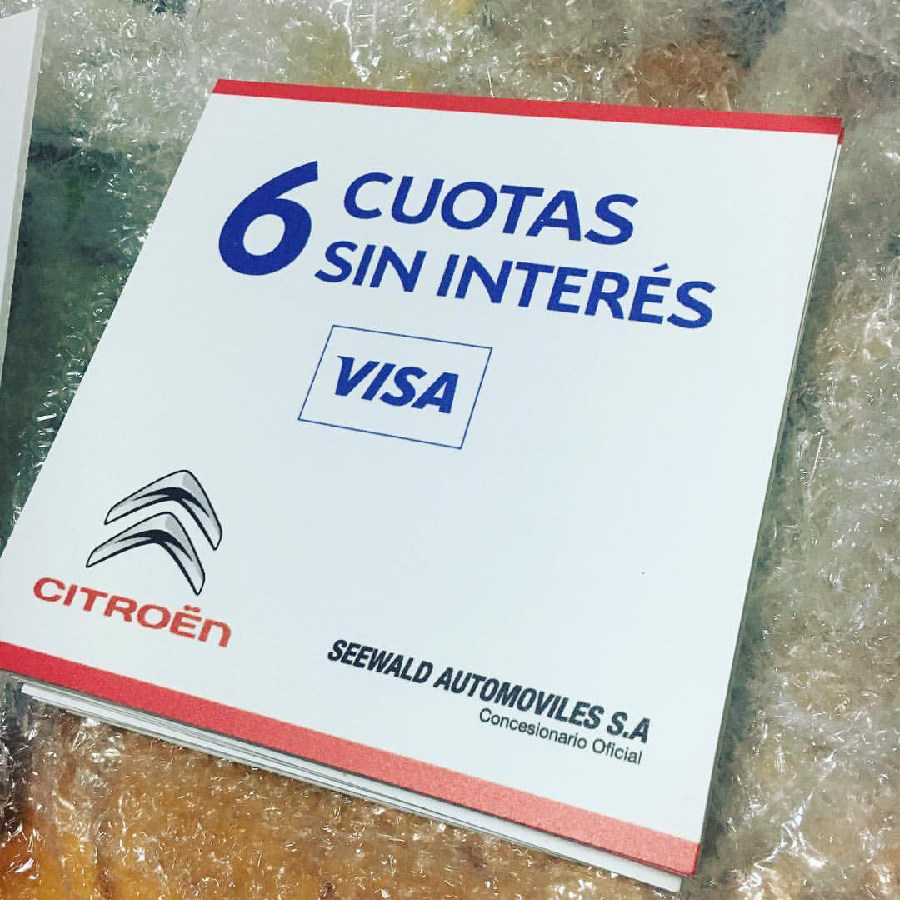 6 CUOTAS
SIN INTERÉS
VISA
CITROËN
SEEWALD AUTOMOVILES S.A
Concesionario Oficial